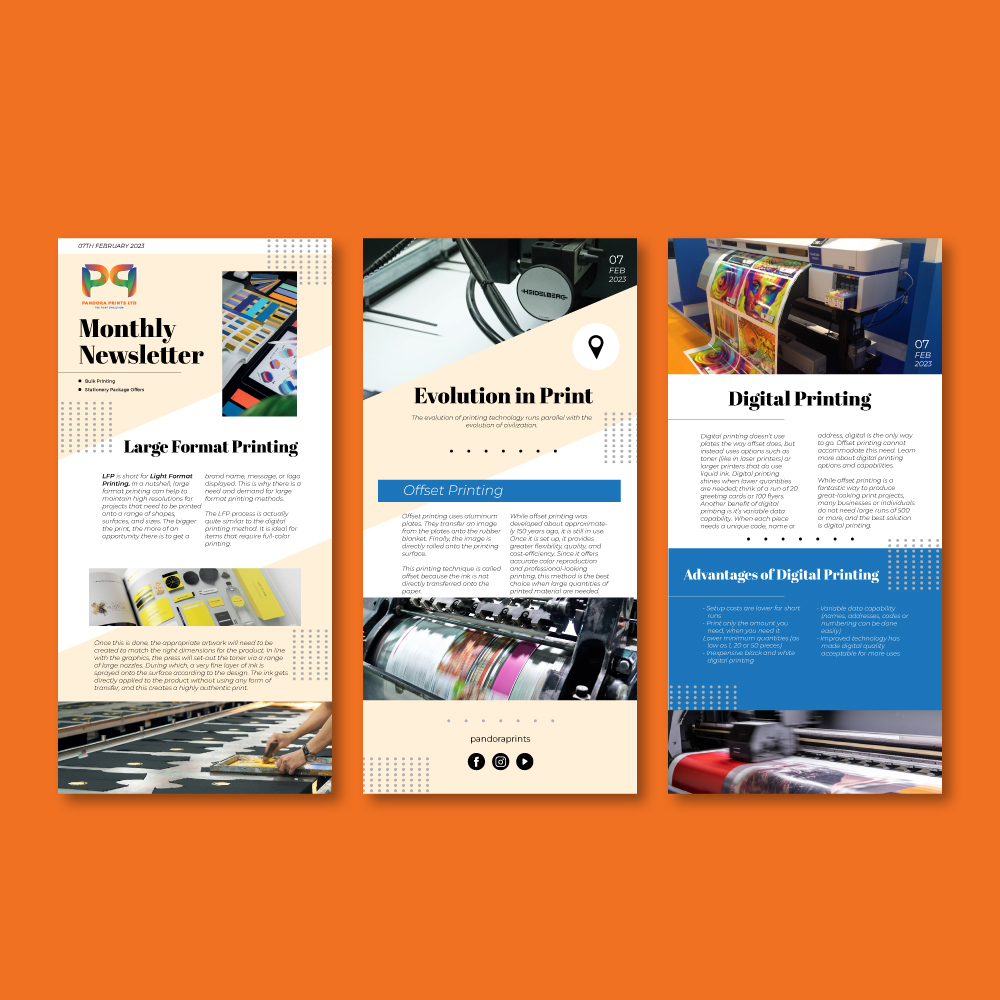 07TH FEBRUARY 2023
PANDORA PRINTS LTD
Monthly
Newsletter
Bulk Printing
Stationery Package Offers
Large Format Printing
LFP is short for Light Format
Printing. In a nutshell, large
format printing can help to
maintain high resolutions for
projects that need to be printed
onto a range of shapes,
surfaces, and sizes. The bigger
the print, the more of an
opportunity there is to get a
brand name, message, or logo
displayed. This is why there is a
need and demand for large
format printing methods.
The LFP process is actually
quite similar to the digital
printing method. It is ideal for
items that require full-color
printing.
Once this is done, the appropriate artwork will need to be
created to match the right dimensions for the product. In line
with the graphics, the press will set-out the toner via a range
of large nozzles. During which, a very fine layer of ink is
sprayed onto the surface according to the design. The ink gets
directly applied to the product without using any form of
transfer, and this creates a highly authentic print.
HEIDELBERG
07
FEB
2023
Evolution in Print
The evolution of printing technology runs parallel with the
evolution of civilization.
Offset Printing
Offset printing uses aluminum
plates. They transfer an image
from the plates onto the rubber
blanket. Finally, the image is
directly rolled onto the printing
surface.
This printing technique is called
offset because the ink is not
directly transferred onto the
paper.
While offset printing was
developed about approximate-
ly 150 years ago, it is still in use.
Once it is set up, it provides
greater flexibility, quality, and
cost-efficiency. Since it offers
accurate color reproduction
and professional-looking
printing, this method is the best
choice when large quantities of
printed material are needed.
pandoraprints
07
FEB
2023
Digital Printing
Digital printing doesn't use
plates the way offset does, but
instead uses options such as
toner (like in laser printers) or
larger printers that do use
liquid ink. Digital printing
shines when lower quantities
are needed; think of a run of 20
greeting cards or 100 flyers.
Another benefit of digital
printing is it's variable data
capability. When each piece
needs a unique code, name or
address, digital is the only way
to go. Offset printing cannot
accommodate this need. Learn
more about digital printing
options and capabilities.
While offset printing is a
fantastic way to produce
great-looking print projects,
many businesses or individuals
do not need large runs of 500
or more, and the best solution
is digital printing.
Advantages of Digital Printing
- Setup costs are lower for short
runs
- Print only the amount you
need, when you need it
Lower minimum quantities (as
low as 1, 20 or 50 pieces)
- Inexpensive black and white
digital printing
- Variable data capability
(names, addresses, codes or
numbering can be done
easily)
- Improved technology has
made digital quality
acceptable for more uses